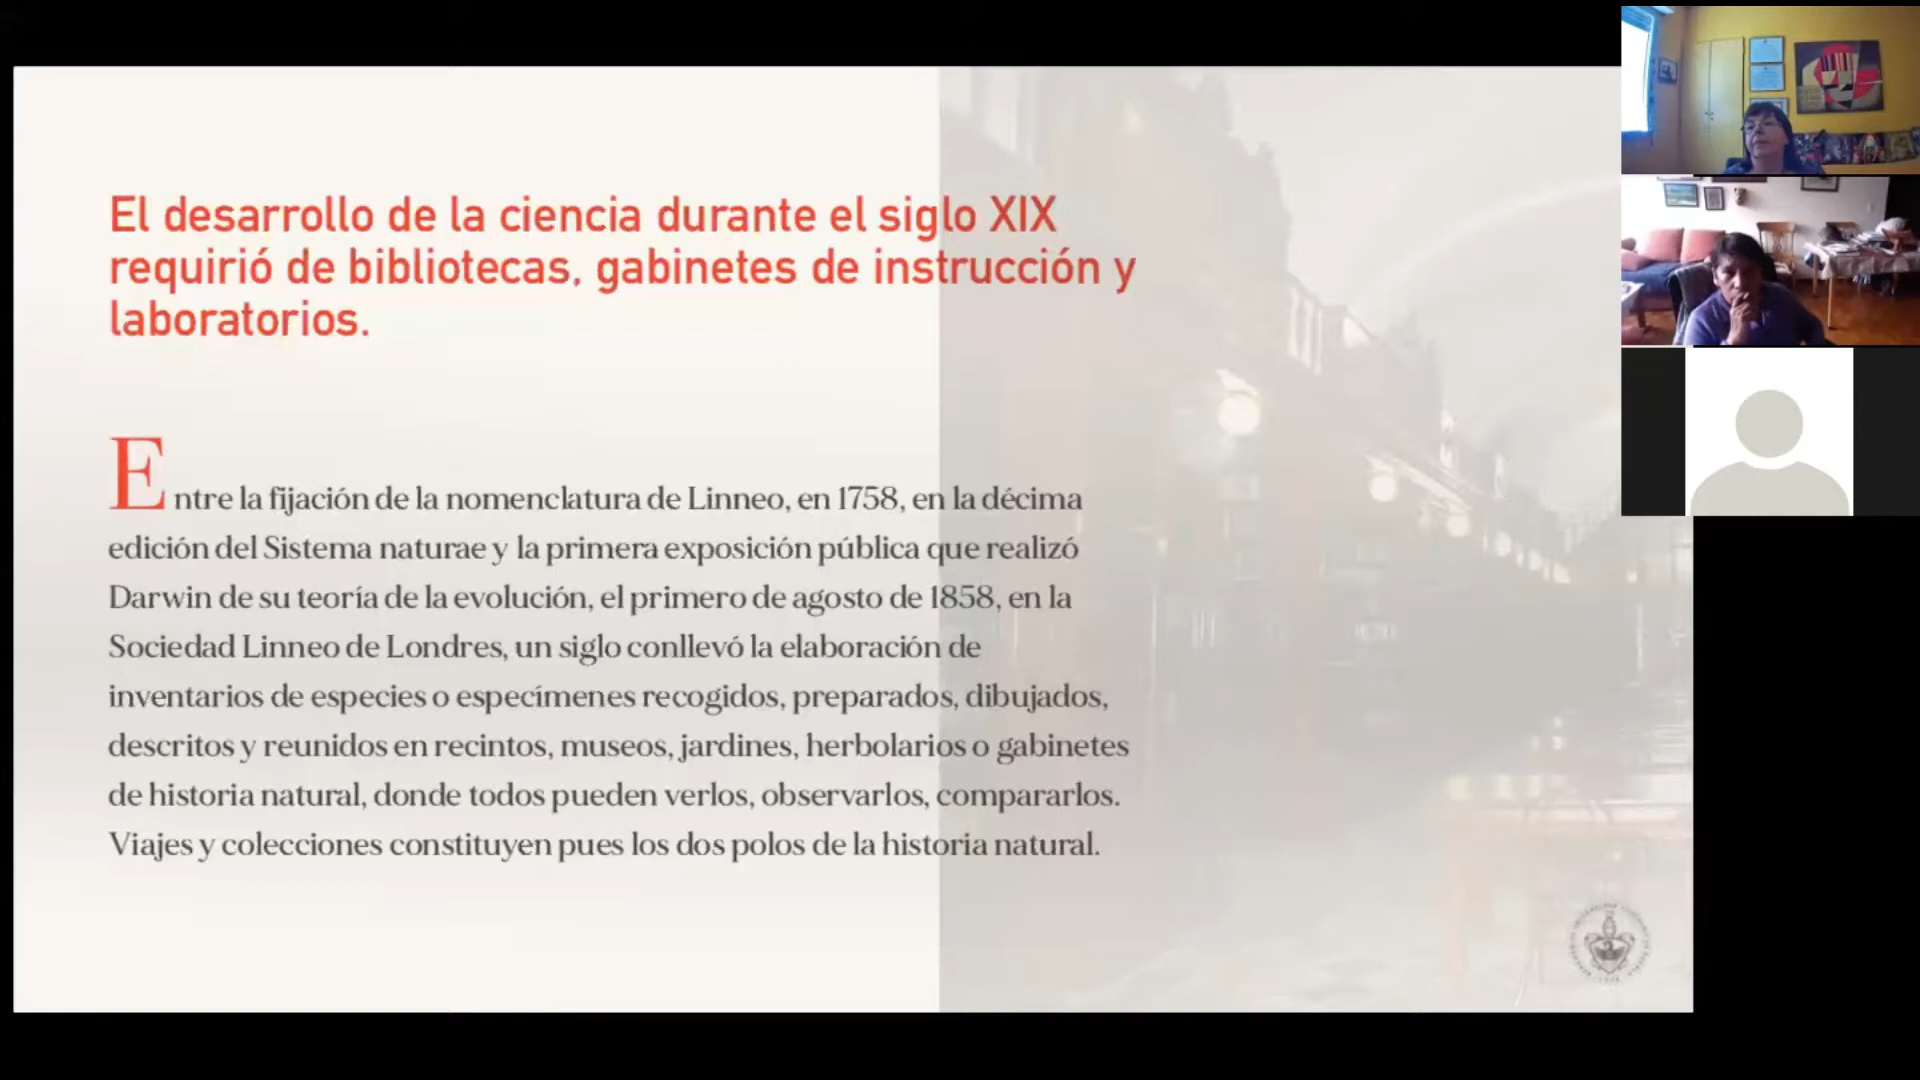 El desarrollo de la ciencia durante el siglo XIX
requirió de bibliotecas, gabinetes de instrucción y
laboratorios.
Entre la fijación de la nomenclatura de Linneo, en 1758, en la décima
edición del Sistema naturae y la primera exposición pública que realizó
Darwin de su teoría de la evolución, el primero de agosto de 1858, en la
Sociedad Linneo de Londres, un siglo conllevó la elaboración de
inventarios de especies o especímenes recogidos, preparados, dibujados,
descritos y reunidos en recintos, museos, jardines, herbolarios o gabinetes
de historia natural, donde todos pueden verlos, observarlos, compararlos.
Viajes y colecciones constituyen pues los dos polos de la historia natural.